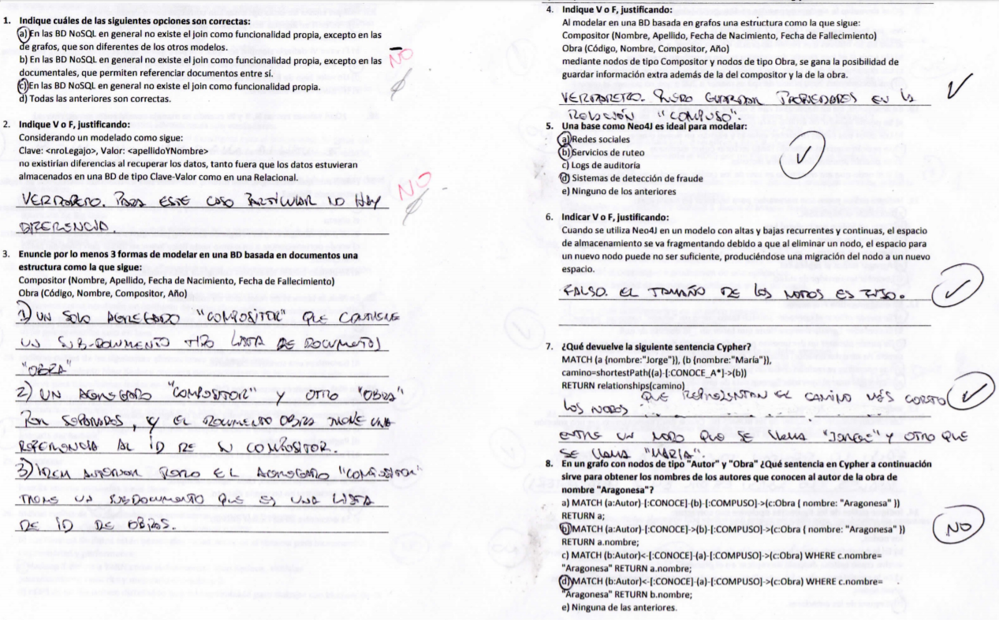 1. Indique cuáles de las siguientes opciones son correctas:
a) En las BD NoSQL en general no existe el join como funcionalidad propia, excepto en las
de grafos, que son diferentes de los otros modelos.
b) En las BD NoSQL en general no existe el join como funcionalidad propia, excepto en las
documentales, que permiten referenciar documentos entre sí.
c) En las BD NoSQL en general no existe el join como funcionalidad propia.
d) Todas las anteriores son correctas.
NO
2. Indique V o F, justificando:
Considerando un modelado como sigue:
Clave: <nroLegajo>, Valor: <apellidoYNombre>
no existirían diferencias al recuperar los datos, tanto fuera que los datos estuvieran
almacenados en una BD de tipo Clave-Valor como en una Relacional.
VERDADERO. PARA ESTE CASO PARTICULAR NO HAY
DIFERENCIA.
NO
3. Enuncie por lo menos 3 formas de modelar en una BD basada en documentos una
estructura como la que sigue:
Compositor (Nombre, Apellido, Fecha de Nacimiento, Fecha de Fallecimiento)
Obra (Código, Nombre, Compositor, Año)
1) UN SOLO AGREGADO "COMPOSITOR" QUE CONTIENE
UN SUB-DOCUMENTO TIPO LISTA DE DOCUMENTOS
"OBRA"
2) UN AGREGADO "COMPOSITOR" Y OTRO "OBRA"
POR SEPARADOS, Y EL DOCUMENTO OBRA TIENE UNA
REFERENCIA AL ID DE SU COMPOSITOR.
3) IDEM ANTERIOR PERO EL AGREGADO "COMPOSITOR"
TIENE UN SUBDOCUMENTO QUE ES UNA LISTA
DE ID DE OBRAS.
4. Indique V o F, justificando:
Al modelar en una BD basada en grafos una estructura como la que sigue:
Compositor (Nombre, Apellido, Fecha de Nacimiento, Fecha de Fallecimiento)
Obra (Código, Nombre, Compositor, Año)
mediante nodos de tipo Compositor y nodos de tipo Obra, se gana la posibilidad de
guardar información extra además de la del compositor y la de la obra.
VERDADERO. PUEDO GUARDAR PROPIEDADES EN LA
RELACIÓN "COMPUSO".
5. Una base como Neo4J es ideal para modelar:
a) Redes sociales
b) Servicios de ruteo
c) Logs de auditoría
d) Sistemas de detección de fraude
e) Ninguno de los anteriores
6. Indicar V o F, justificando:
Cuando se utiliza Neo4J en un modelo con altas y bajas recurrentes y continuas, el espacio
de almacenamiento se va fragmentando debido a que al eliminar un nodo, el espacio para
un nuevo nodo puede no ser suficiente, produciéndose una migración del nodo a un nuevo
espacio.
FALSO. EL TAMAÑO DE LOS NODOS ES FIJO.
7. ¿Qué devuelve la siguiente sentencia Cypher?
MATCH (a {nombre:"Jorge"}), (b {nombre:"María"}),
camino=shortestPath((a)-[:CONOCE_A*]->(b))
RETURN relationships(camino)
LOS NODOS QUE REPRESENTAN EL CAMINO MÁS CORTO
ENTRE UN NODO QUE SE LLAMA "JORGE" Y OTRO QUE
SE LLAMA "MARÍA".
8. En un grafo con nodos de tipo "Autor" y "Obra" ¿Qué sentencia en Cypher a continuación
sirve para obtener los nombres de los autores que conocen al autor de la obra de
nombre "Aragonesa"?
a) MATCH (a:Autor)-[:CONOCE]-(b)-[:COMPUSO]->(c:Obra { nombre: "Aragonesa" })
RETURN a;
b) MATCH (a:Autor)-[:CONOCE]->(b)-[:COMPUSO]->(c:Obra { nombre: "Aragonesa" })
RETURN a.nombre;
c) MATCH (b:Autor)<-[:CONOCE]-(a)-[:COMPUSO]->(c:Obra) WHERE c.nombre=
"Aragonesa" RETURN a.nombre;
d) MATCH (b:Autor)<-[:CONOCE]-(a)-[:COMPUSO]->(c:Obra) WHERE c.nombre=
"Aragonesa" RETURN b.nombre;
e) Ninguna de las anteriores.
NO